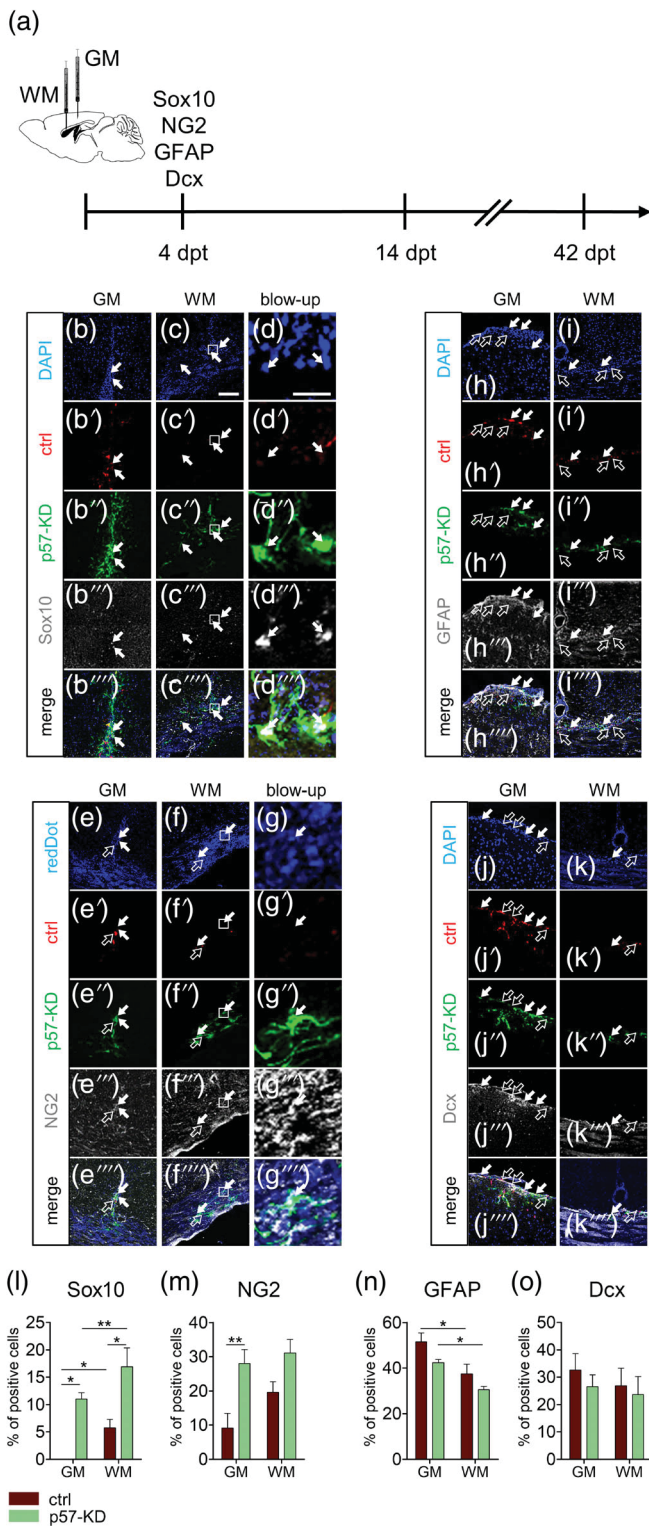 (a)
GM
WM
Sox10
NG2
GFAP
Dcx
4 dpt
14 dpt
42 dpt
GM WM blow-up
DAPI (b) (c) (d)
ctrl (b′) (c′) (d′)
p57-KD (b″) (c″) (d″)
Sox10 (b‴) (c‴) (d‴)
merge (b⁗) (c⁗) (d⁗)
GM WM
DAPI (h) (i)
ctrl (h′) (i′)
p57-KD (h″) (i″)
GFAP (h‴) (i‴)
merge (h⁗) (i⁗)
GM WM blow-up
redDot (e) (f) (g)
ctrl (e′) (f′) (g′)
p57-KD (e″) (f″) (g″)
NG2 (e‴) (f‴) (g‴)
merge (e⁗) (f⁗) (g⁗)
GM WM
DAPI (j) (k)
ctrl (j′) (k′)
p57-KD (j″) (k″)
Dcx (j‴) (k‴)
merge (j⁗) (k⁗)
(l) Sox10
% of positive cells
25
20
15
10
5
0
** * * *
GM WM
(m) NG2
% of positive cells
40
30
20
10
0
**
GM WM
(n) GFAP
% of positive cells
60
40
20
0
* *
GM WM
(o) Dcx
% of positive cells
50
40
30
20
10
0
GM WM
ctrl
p57-KD